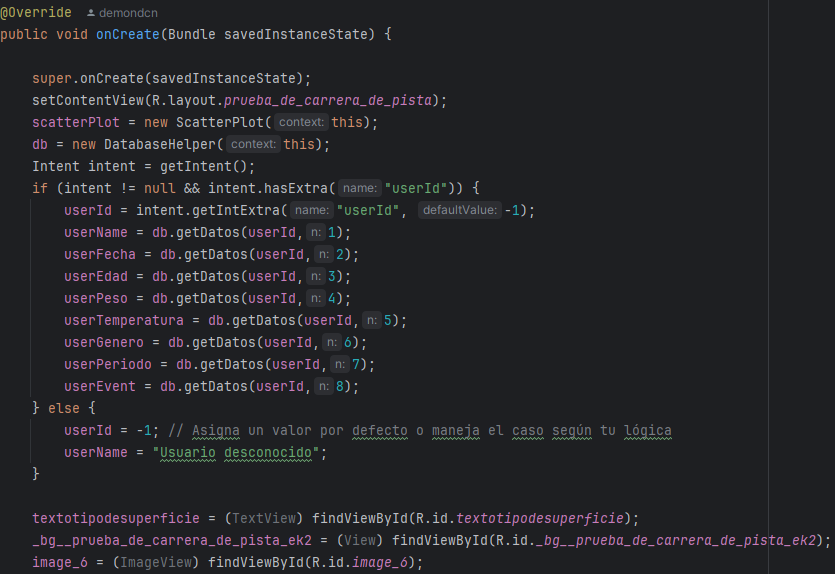 @Override demondcn
public void onCreate(Bundle savedInstanceState) {
super.onCreate(savedInstanceState);
setContentView(R.layout.prueba_de_carrera_de_pista);
scatterPlot = new ScatterPlot( context: this);
db = new DatabaseHelper( context: this);
Intent intent = getIntent();
if (intent != null && intent.hasExtra( name: "userId")) {
userId = intent.getIntExtra( name: "userId", defaultValue: -1);
userName = db.getDatos(userId, n: 1);
userFecha = db.getDatos(userId, n: 2);
userEdad = db.getDatos(userId, n: 3);
userPeso = db.getDatos(userId, n: 4);
userTemperatura = db.getDatos(userId, n: 5);
userGenero = db.getDatos(userId, n: 6);
userPeriodo = db.getDatos(userId, n: 7);
userEvent = db.getDatos(userId, n: 8);
} else {
userId = -1; // Asigna un valor por defecto o maneja el caso según tu lógica
userName = "Usuario desconocido";
}
textotipodesuperficie = (TextView) findViewById(R.id.textotipodesuperficie);
_bg__prueba_de_carrera_de_pista_ek2 = (View) findViewById(R.id._bg__prueba_de_carrera_de_pista_ek2);
image_6 = (ImageView) findViewById(R.id.image_6);